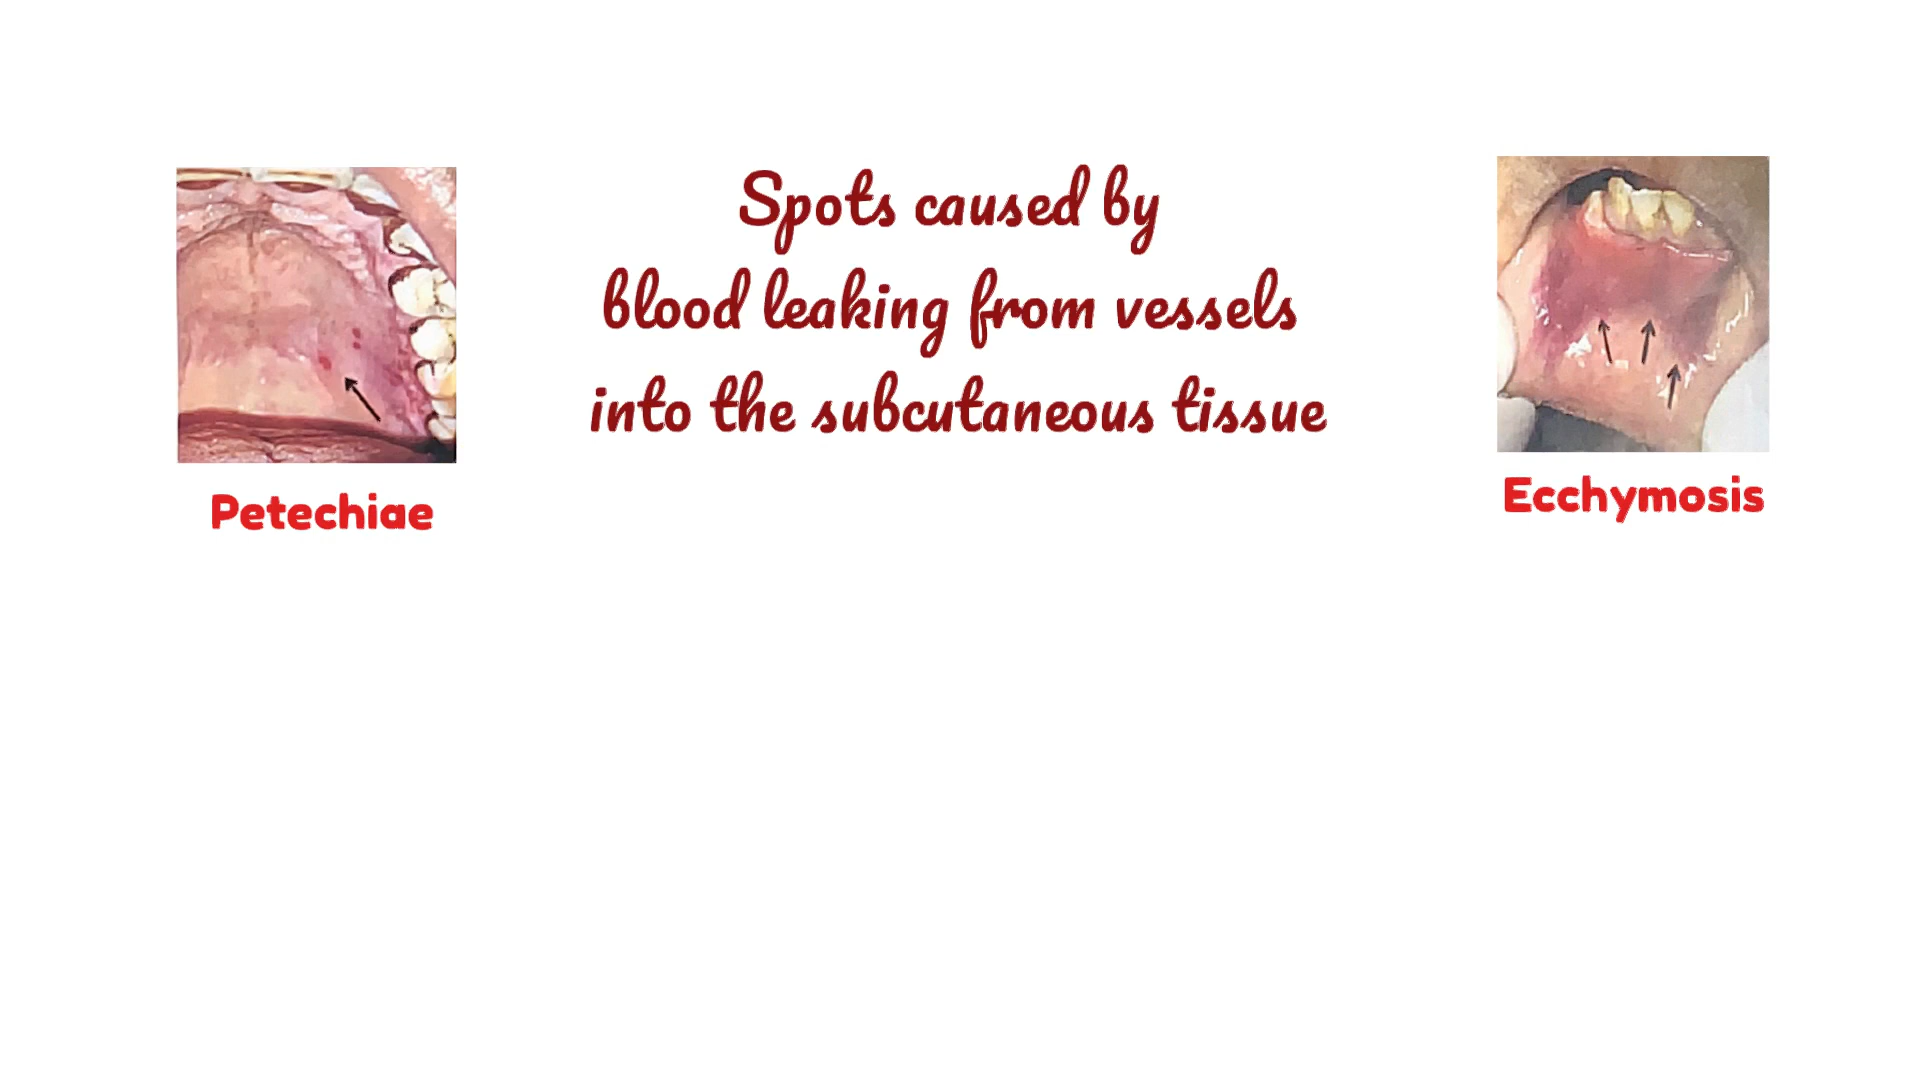 Spots caused by
blood leaking from vessels
into the subcutaneous tissue
Petechiae
Ecchymosis